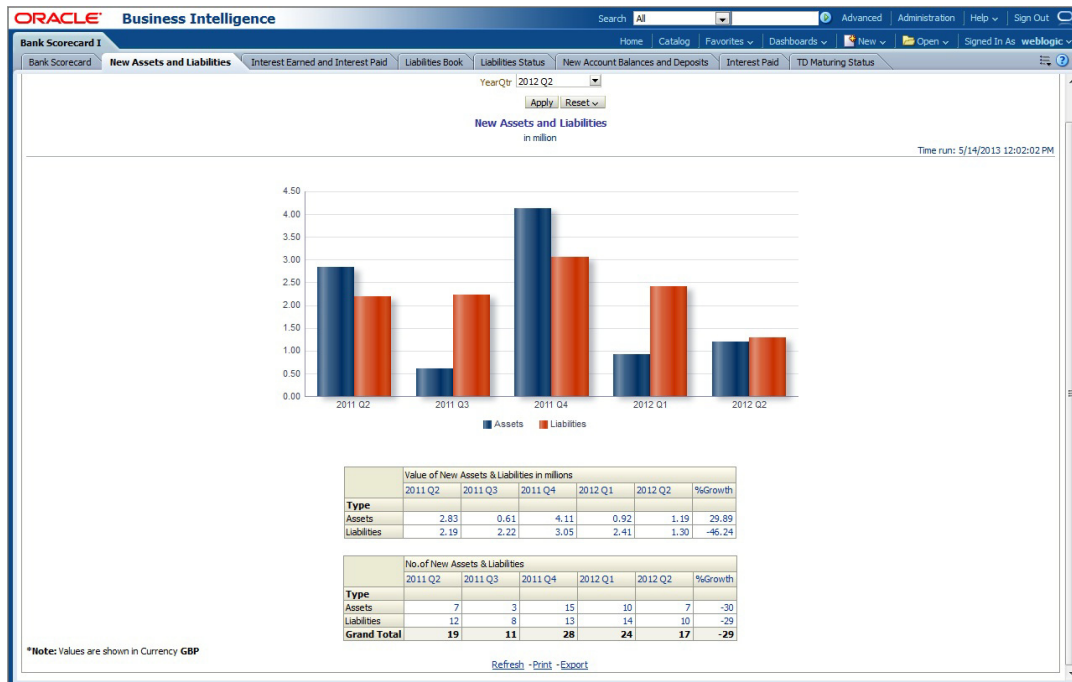 ORACLE Business Intelligence Search All Advanced Administration Help Sign Out
Bank Scorecard I Home Catalog Favorites Dashboards New Open Signed In As weblogic
Bank Scorecard New Assets and Liabilities Interest Earned and Interest Paid Liabilities Book Liabilities Status New Account Balances and Deposits Interest Paid TD Maturing Status
YearQtr 2012 Q2
Apply Reset
New Assets and Liabilities
in million
Time run: 5/14/2013 12:02:02 PM
4.50
4.00
3.50
3.00
2.50
2.00
1.50
1.00
0.50
0.00
2011 Q2 2011 Q3 2011 Q4 2012 Q1 2012 Q2
Assets Liabilities
Value of New Assets & Liabilities in millions
2011 Q2 2011 Q3 2011 Q4 2012 Q1 2012 Q2 %Growth
Type
Assets 2.83 0.61 4.11 0.92 1.19 29.89
Liabilities 2.19 2.22 3.05 2.41 1.30 -46.24
No.of New Assets & Liabilities
2011 Q2 2011 Q3 2011 Q4 2012 Q1 2012 Q2 %Growth
Type
Assets 7 3 15 10 7 -30
Liabilities 12 8 13 14 10 -29
Grand Total 19 11 28 24 17 -29
*Note: Values are shown in Currency GBP
Refresh - Print - Export